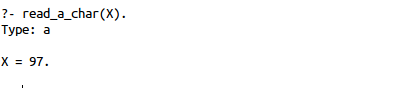 ?- read_a_char(X).
Type: a
X = 97.